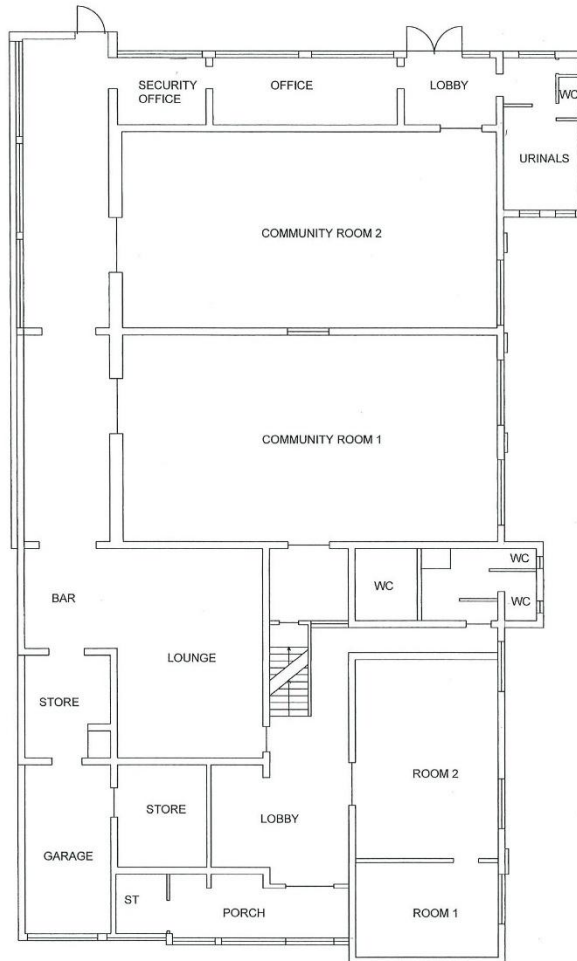 SECURITY
OFFICE
OFFICE
LOBBY
WC
URINALS
COMMUNITY ROOM 2
COMMUNITY ROOM 1
WC
WC
WC
BAR
LOUNGE
STORE
ROOM 2
STORE
LOBBY
GARAGE
ST
PORCH
ROOM 1